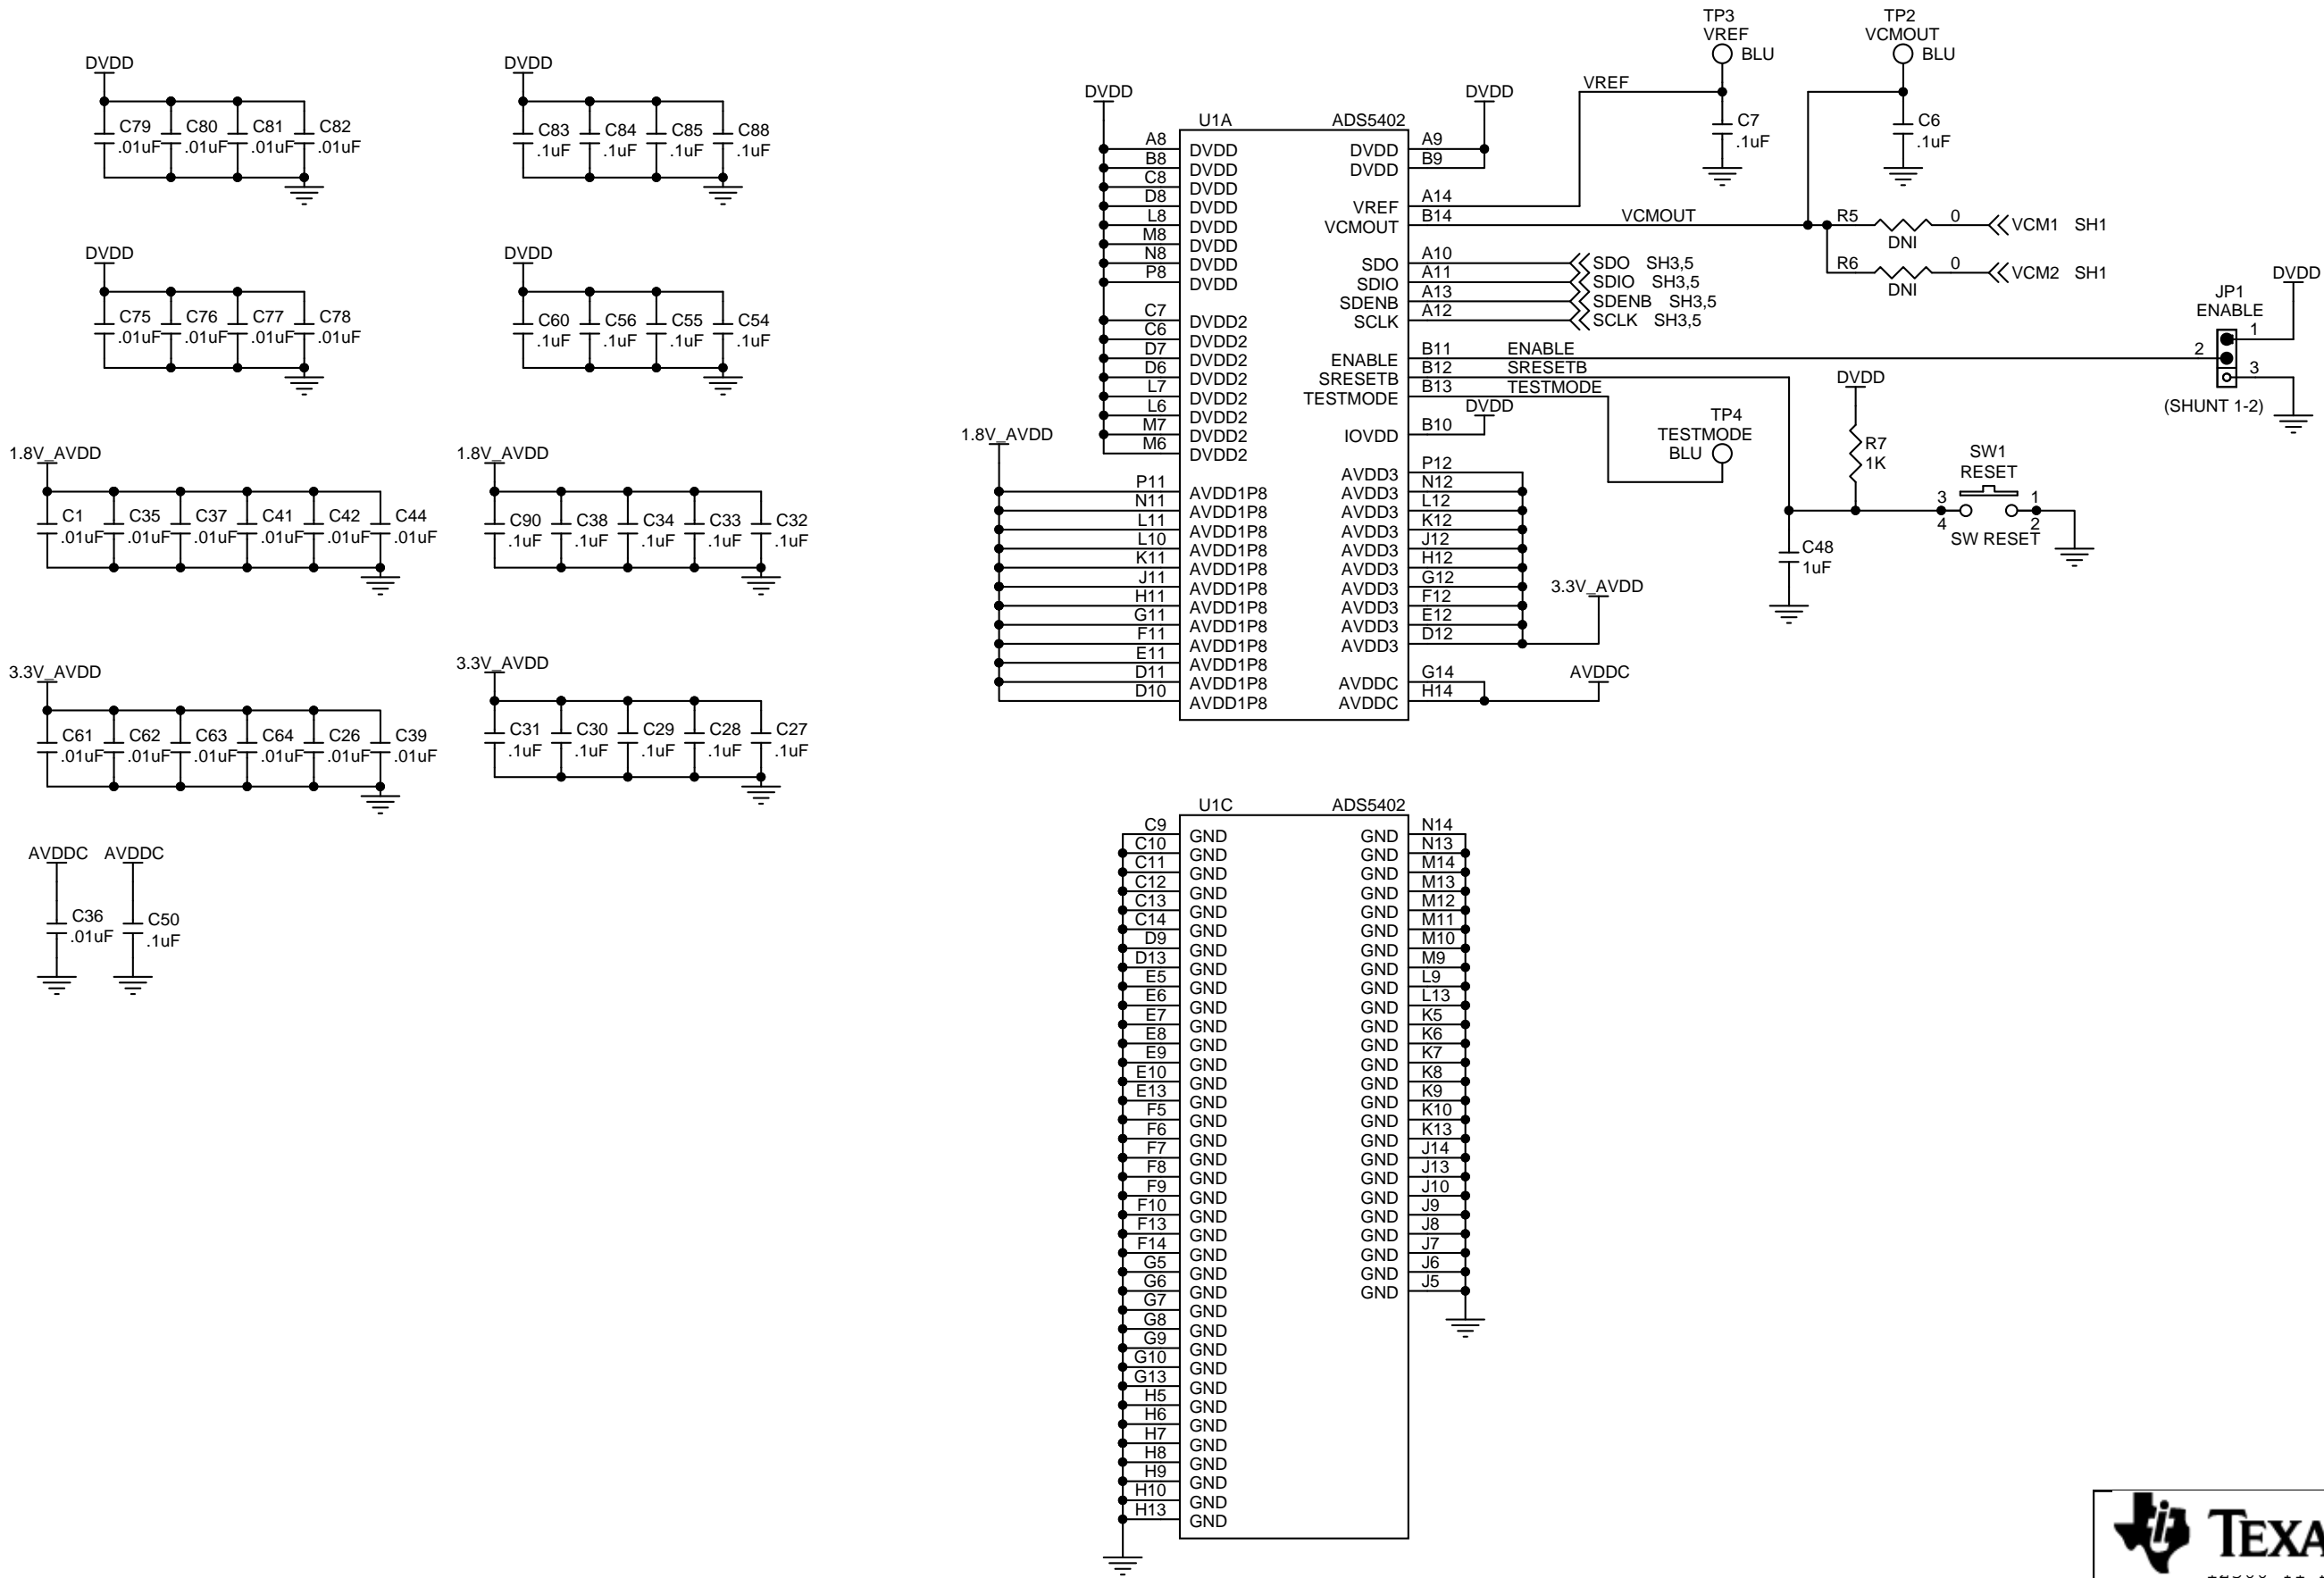 DVDD
C79 C80 C81 C82
.01uF .01uF .01uF .01uF
DVDD
C83 C84 C85 C88
.1uF .1uF .1uF .1uF
DVDD
C75 C76 C77 C78
.01uF .01uF .01uF .01uF
DVDD
C60 C56 C55 C54
.1uF .1uF .1uF .1uF
1.8V_AVDD
C1 C35 C37 C41 C42 C44
.01uF .01uF .01uF .01uF .01uF .01uF
1.8V_AVDD
C90 C38 C34 C33 C32
.1uF .1uF .1uF .1uF .1uF
3.3V_AVDD
C61 C62 C63 C64 C26 C39
.01uF .01uF .01uF .01uF .01uF .01uF
3.3V_AVDD
C31 C30 C29 C28 C27
.1uF .1uF .1uF .1uF .1uF
AVDDC AVDDC
C36 C50
.01uF .1uF
DVDD
DVDD
1.8V_AVDD
U1A ADS5402
A8 DVDD DVDD A9
B8 DVDD DVDD B9
C8 DVDD
D8 DVDD VREF A14
L8 DVDD VCMOUT B14
M8 DVDD
N8 DVDD SDO A10
P8 DVDD SDIO A11
SDENB A13
C7 DVDD2 SCLK A12
C6 DVDD2
D7 DVDD2 ENABLE B11
D6 DVDD2 SRESETB B12
L7 DVDD2 TESTMODE B13
L6 DVDD2
M7 DVDD2 IOVDD B10
M6 DVDD2
AVDD3 P12
P11 AVDD1P8 AVDD3 N12
N11 AVDD1P8 AVDD3 L12
L11 AVDD1P8 AVDD3 K12
L10 AVDD1P8 AVDD3 J12
K11 AVDD1P8 AVDD3 H12
J11 AVDD1P8 AVDD3 G12
H11 AVDD1P8 AVDD3 F12
G11 AVDD1P8 AVDD3 E12
F11 AVDD1P8 AVDD3 D12
E11 AVDD1P8
D11 AVDD1P8 AVDDC G14
D10 AVDD1P8 AVDDC H14
VREF
TP3
VREF
BLU
C7
.1uF
TP2
VCMOUT
BLU
C6
.1uF
VCMOUT
R5 0
DNI
VCM1 SH1
R6 0
DNI
VCM2 SH1
SDO SH3,5
SDIO SH3,5
SDENB SH3,5
SCLK SH3,5
ENABLE
SRESETB
TESTMODE
DVDD
TP4
TESTMODE
BLU
3.3V_AVDD
AVDDC
DVDD
JP1
ENABLE
1
2
3
(SHUNT 1-2)
DVDD
R7
1K
C48
1uF
SW1
RESET
3 1
4 2
SW RESET
U1C ADS5402
C9 GND GND N14
C10 GND GND N13
C11 GND GND M14
C12 GND GND M13
C13 GND GND M12
C14 GND GND M11
D9 GND GND M10
D13 GND GND M9
E5 GND GND L9
E6 GND GND L13
E7 GND GND K5
E8 GND GND K6
E9 GND GND K7
E10 GND GND K8
E13 GND GND K9
F5 GND GND K10
F6 GND GND K13
F7 GND GND J14
F8 GND GND J13
F9 GND GND J10
F10 GND GND J9
F13 GND GND J8
F14 GND GND J7
G5 GND GND J6
G6 GND GND J5
G7 GND
G8 GND
G9 GND
G10 GND
G13 GND
H5 GND
H6 GND
H7 GND
H8 GND
H9 GND
H10 GND
H13 GND
TEXA